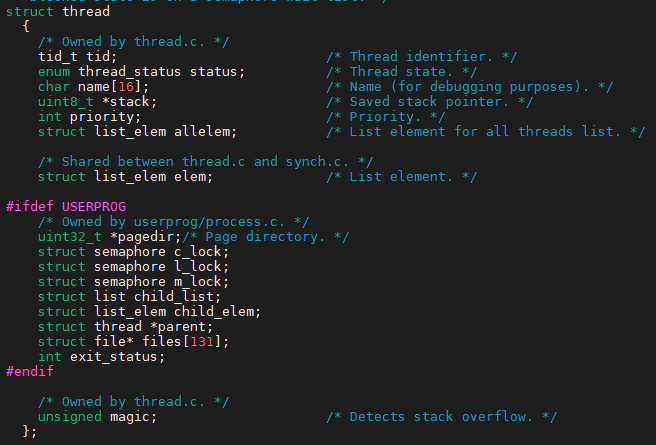 struct thread
  {
    /* Owned by thread.c. */
    tid_t tid;                          /* Thread identifier. */
    enum thread_status status;          /* Thread state. */
    char name[16];                      /* Name (for debugging purposes). */
    uint8_t *stack;                     /* Saved stack pointer. */
    int priority;                       /* Priority. */
    struct list_elem allelem;           /* List element for all threads list. */

    /* Shared between thread.c and synch.c. */
    struct list_elem elem;              /* List element. */

#ifdef USERPROG
    /* Owned by userprog/process.c. */
    uint32_t *pagedir;/* Page directory. */
    struct semaphore c_lock;
    struct semaphore l_lock;
    struct semaphore m_lock;
    struct list child_list;
    struct list_elem child_elem;
    struct thread *parent;
    struct file* files[131];
    int exit_status;
#endif

    /* Owned by thread.c. */
    unsigned magic;                     /* Detects stack overflow. */
  };